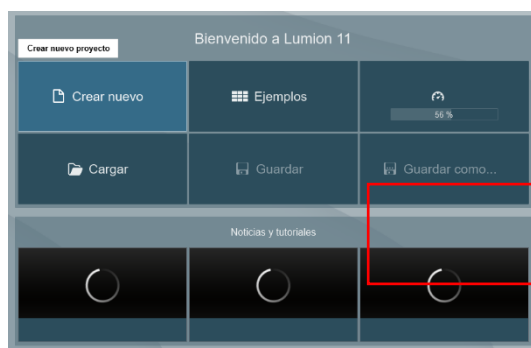 Bienvenido a Lumion 11
Crear nuevo proyecto
Crear nuevo
Ejemplos
56 %
Cargar
Guardar
Guardar como...
Noticias y tutoriales